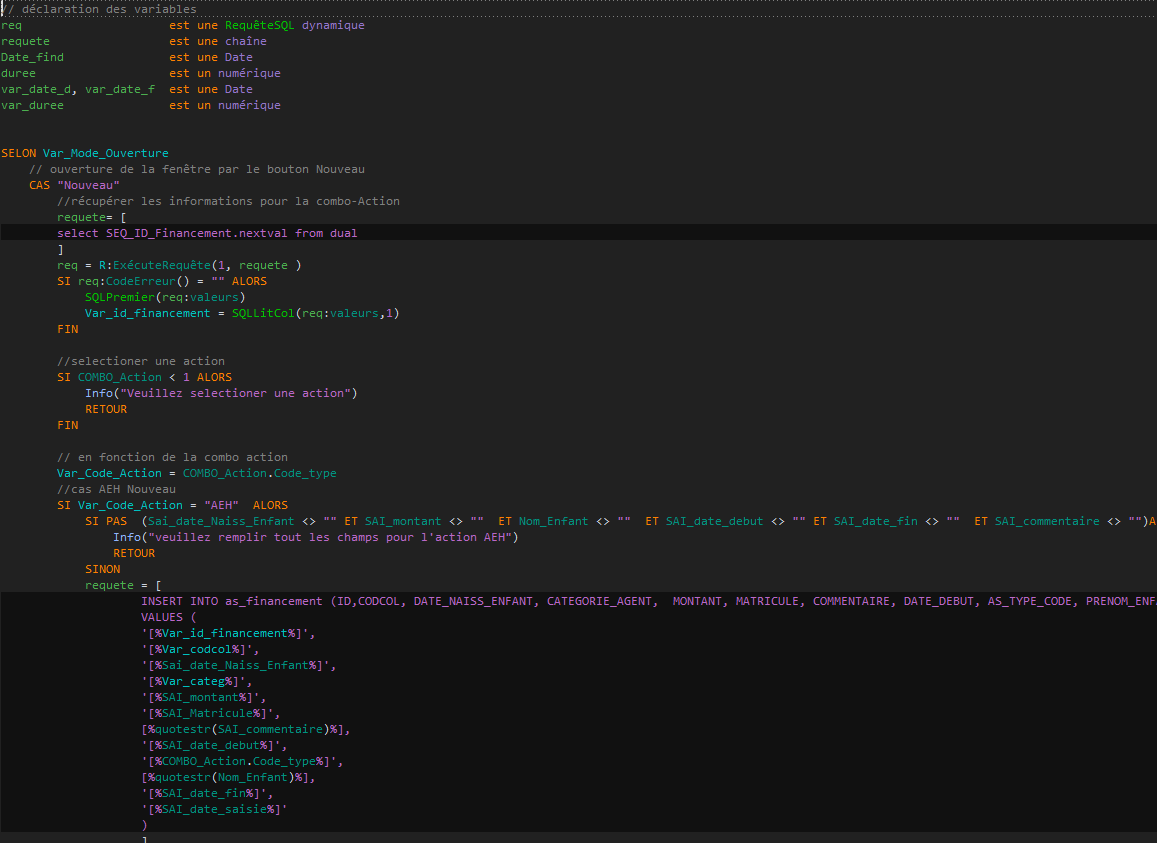 // déclaration des variables
req est une RequêteSQL dynamique
requete est une chaîne
Date_find est une Date
duree est un numérique
var_date_d, var_date_f est une Date
var_duree est un numérique
SELON Var_Mode_Ouverture
// ouverture de la fenêtre par le bouton Nouveau
CAS "Nouveau"
//récupérer les informations pour la combo-Action
requete= [
select SEQ_ID_Financement.nextval from dual
]
req = R:ExécuteRequête(1, requete )
SI req:CodeErreur() = "" ALORS
SQLPremier(req:valeurs)
Var_id_financement = SQLLitCol(req:valeurs,1)
FIN
//selectioner une action
SI COMBO_Action < 1 ALORS
Info("Veuillez selectioner une action")
RETOUR
FIN
// en fonction de la combo action
Var_Code_Action = COMBO_Action.Code_type
//cas AEH Nouveau
SI Var_Code_Action = "AEH" ALORS
SI PAS (Sai_date_Naiss_Enfant <> "" ET SAI_montant <> "" ET Nom_Enfant <> "" ET SAI_date_debut <> "" ET SAI_date_fin <> "" ET SAI_commentaire <> "")A
Info("veuillez remplir tout les champs pour l'action AEH")
RETOUR
SINON
requete = [
INSERT INTO as_financement (ID,CODCOL, DATE_NAISS_ENFANT, CATEGORIE_AGENT, MONTANT, MATRICULE, COMMENTAIRE, DATE_DEBUT, AS_TYPE_CODE, PRENOM_ENF
VALUES (
'[%Var_id_financement%]',
'[%Var_codcol%]',
'[%Sai_date_Naiss_Enfant%]',
'[%Var_categ%]',
'[%SAI_montant%]',
'[%SAI_Matricule%]',
[%quotestr(SAI_commentaire)%],
'[%SAI_date_debut%]',
'[%COMBO_Action.Code_type%]',
[%quotestr(Nom_Enfant)%],
'[%SAI_date_fin%]',
'[%SAI_date_saisie%]'
)
]